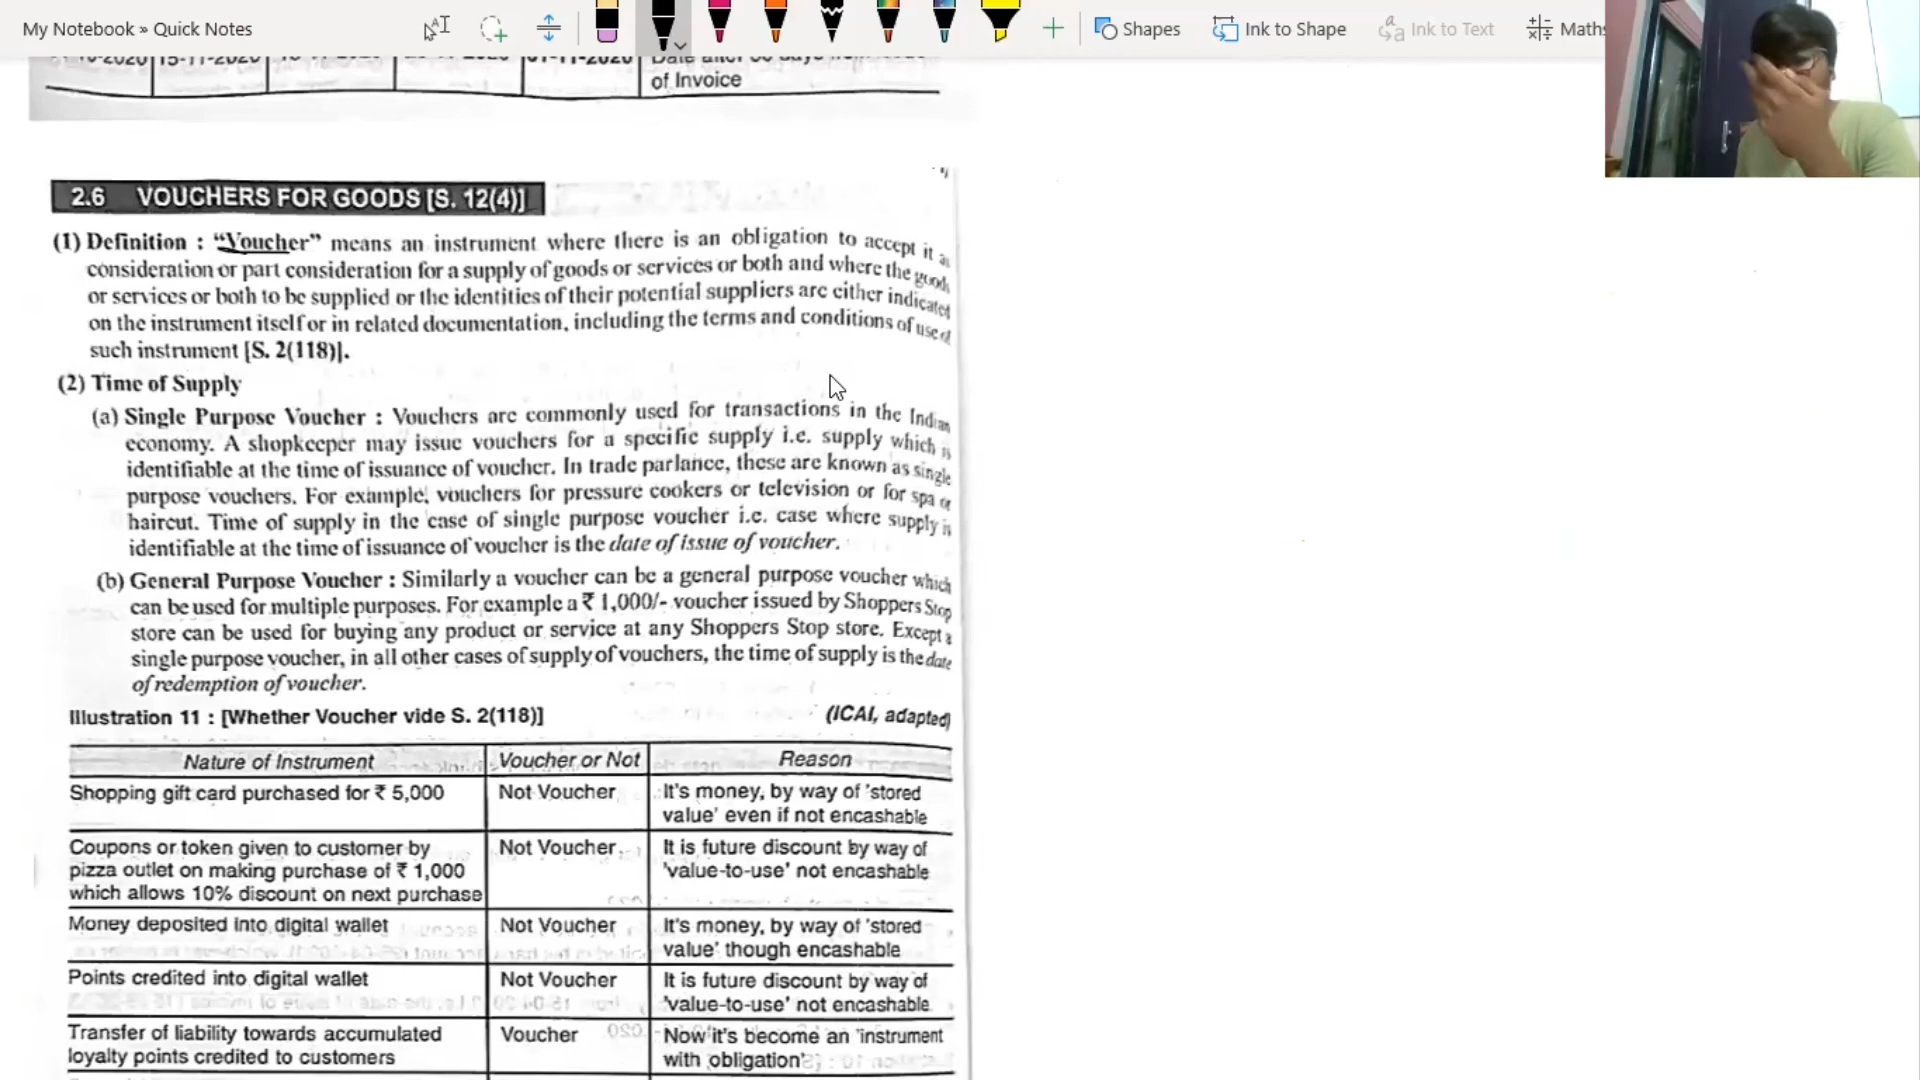 My Notebook » Quick Notes
Shapes
Ink to Shape
Ink to Text
Maths
15-11-2020
01-11-2020
of Invoice
2.6 VOUCHERS FOR GOODS [S. 12(4)]
(1) Definition : “Voucher” means an instrument where there is an obligation to accept it as
consideration or part consideration for a supply of goods or services or both and where the goods
or services or both to be supplied or the identities of their potential suppliers are either indicated
on the instrument itself or in related documentation, including the terms and conditions of use of
such instrument [S. 2(118)].
(2) Time of Supply
(a) Single Purpose Voucher : Vouchers are commonly used for transactions in the Indian
economy. A shopkeeper may issue vouchers for a specific supply i.e. supply which is
identifiable at the time of issuance of voucher. In trade parlance, these are known as single
purpose vouchers. For example, vouchers for pressure cookers or television or for spa or
haircut. Time of supply in the case of single purpose voucher i.e. case where supply is
identifiable at the time of issuance of voucher is the date of issue of voucher.
(b) General Purpose Voucher : Similarly a voucher can be a general purpose voucher which
can be used for multiple purposes. For example a ₹ 1,000/- voucher issued by Shoppers Stop
store can be used for buying any product or service at any Shoppers Stop store. Except a
single purpose voucher, in all other cases of supply of vouchers, the time of supply is the date
of redemption of voucher.
Illustration 11 : [Whether Voucher vide S. 2(118)] (ICAI, adapted)
Nature of Instrument Voucher or Not Reason
Shopping gift card purchased for ₹ 5,000 Not Voucher It's money, by way of 'stored
value' even if not encashable
Coupons or token given to customer by Not Voucher It is future discount by way of
pizza outlet on making purchase of ₹ 1,000 'value-to-use' not encashable
which allows 10% discount on next purchase
Money deposited into digital wallet Not Voucher It's money, by way of 'stored
value' though encashable
Points credited into digital wallet Not Voucher It is future discount by way of
'value-to-use' not encashable
Transfer of liability towards accumulated Voucher Now it's become an 'instrument
loyalty points credited to customers with obligation'